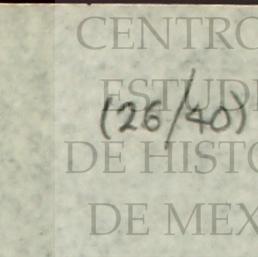 CENTRO
ESTUDI
(26/40)
DE HISTO
DE MEX